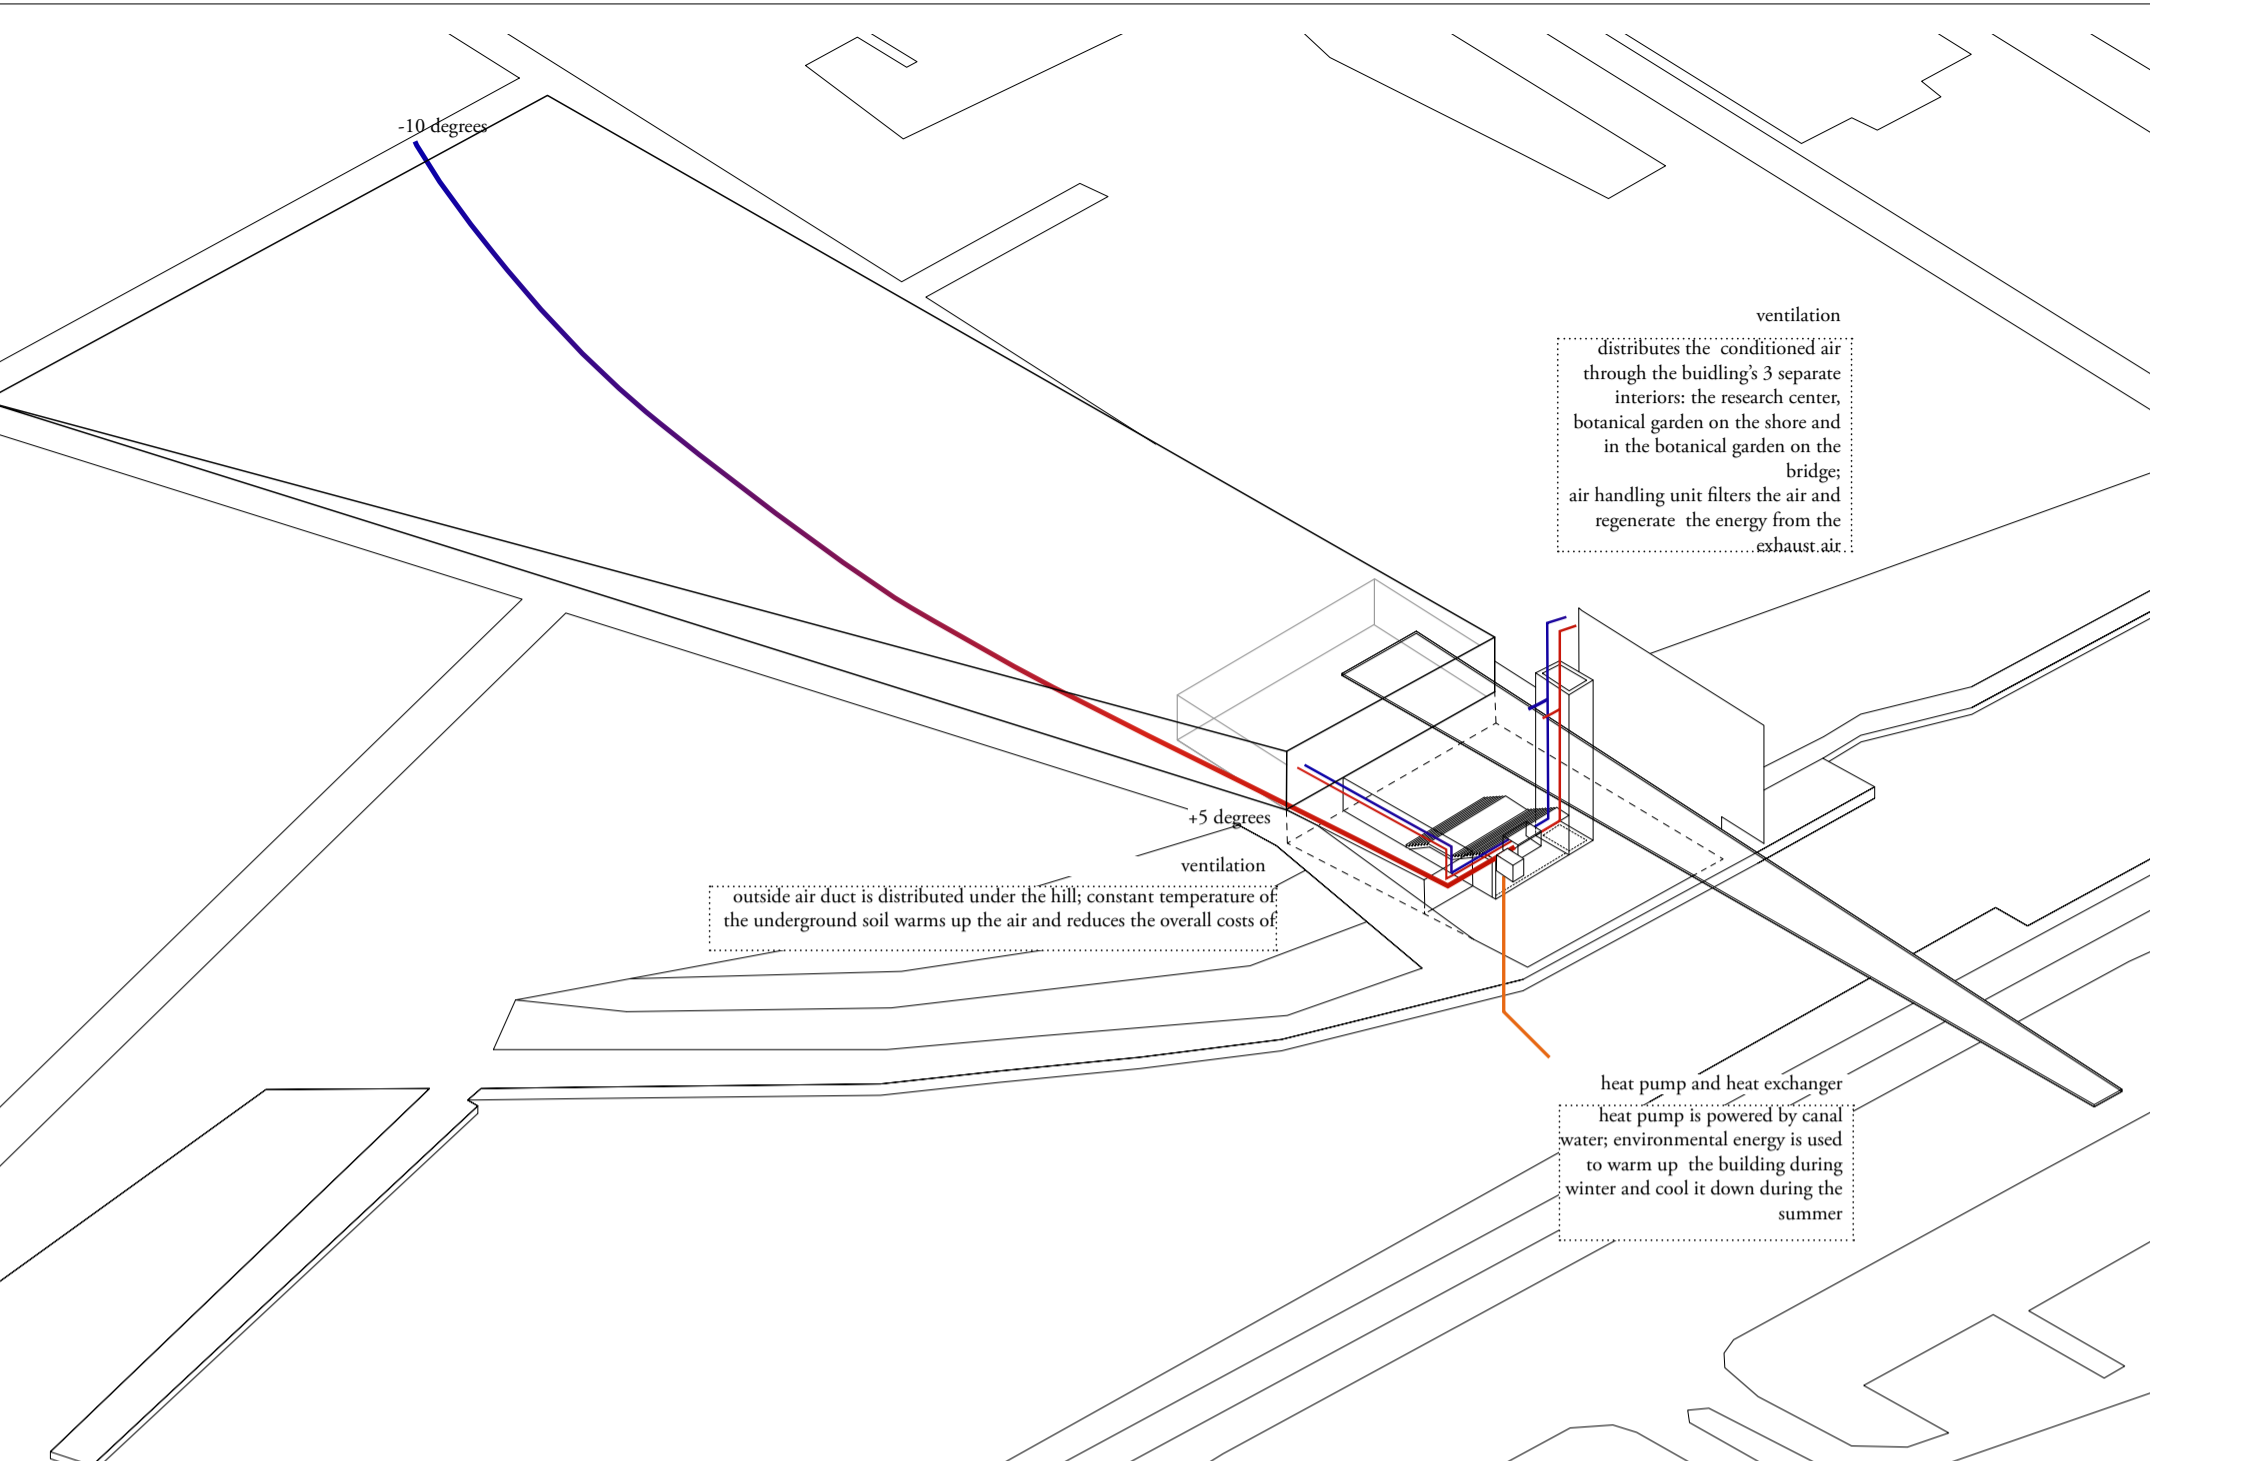 -10 degrees
ventilation
distributes the conditioned air
through the buidling's 3 separate
interiors: the research center,
botanical garden on the shore and
in the botanical garden on the
bridge;
air handling unit filters the air and
regenerate the energy from the
exhaust air
+5 degrees
ventilation
outside air duct is distributed under the hill; constant temperature of
the underground soil warms up the air and reduces the overall costs of
heat pump and heat exchanger
heat pump is powered by canal
water; environmental energy is used
to warm up the building during
winter and cool it down during the
summer